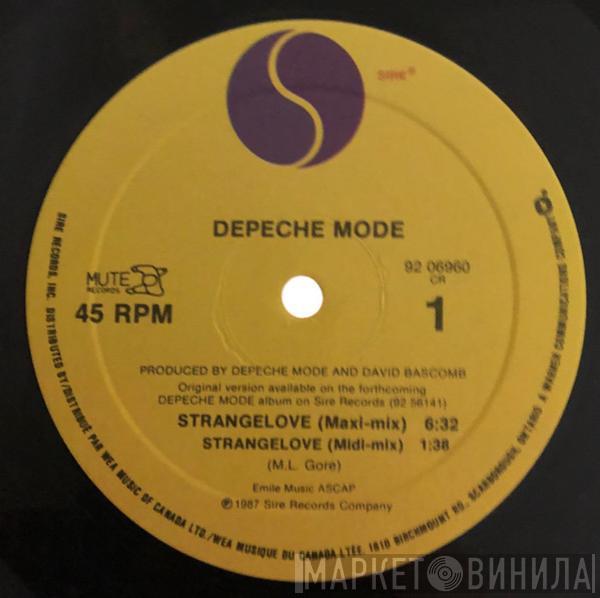 SIRE®
DEPECHE MODE
MUTE
RECORDS
45 RPM
92 06960
CR
1
PRODUCED BY DEPECHE MODE AND DAVID BASCOMB
Original version available on the forthcoming
DEPECHE MODE album on Sire Records (92 56141)
STRANGELOVE (Maxi-mix) 6:32
STRANGELOVE (Midi-mix) 1:38
(M.L. Gore)
Emile Music ASCAP
℗©1987 Sire Records Company
SIRE RECORDS, INC. DISTRIBUTED BY/DISTRIBUÉ PAR WEA MUSIC OF CANADA LTD./WEA MUSIQUE DU CANADA LTÉE. 1810 BIRCHMOUNT RD., SCARBOROUGH, ONTARIO A WARNER COMMUNICATIONS
МАРКЕТ ВИНИЛА